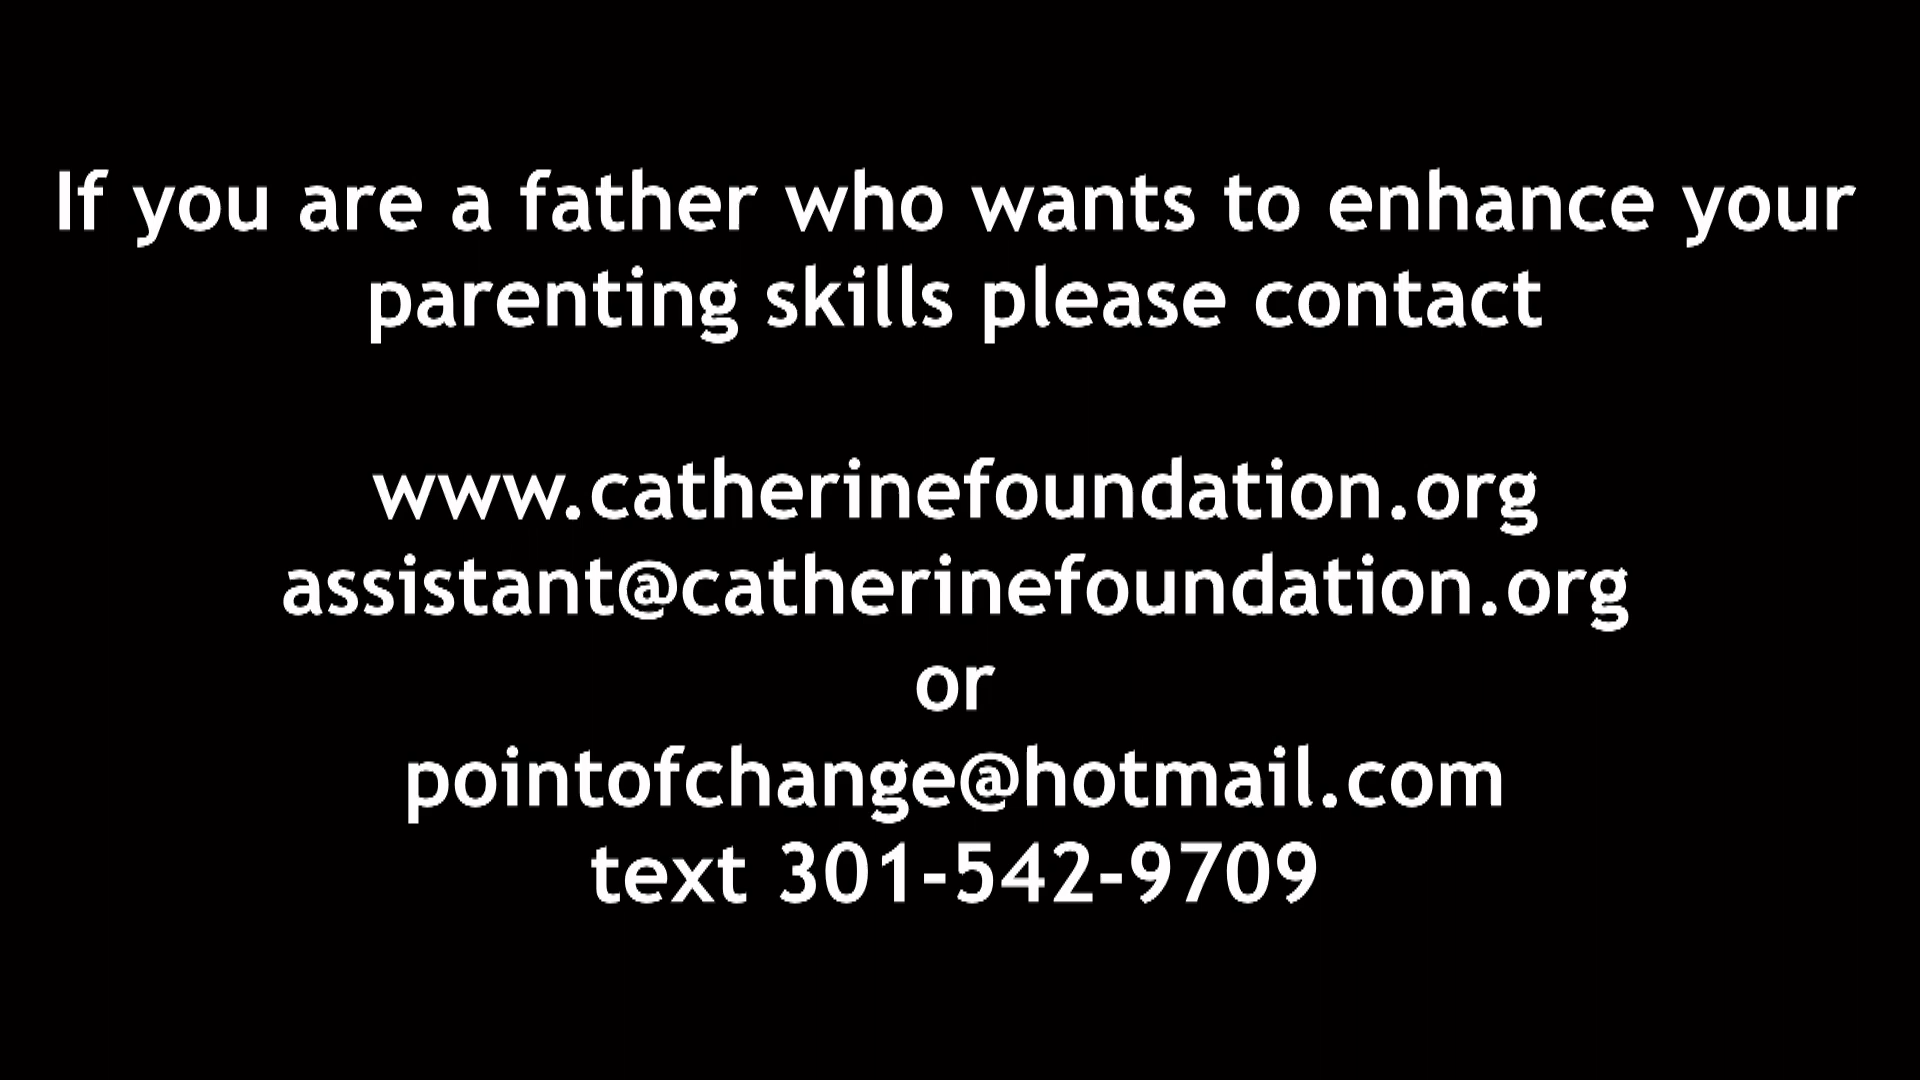 If you are a father who wants to enhance your
parenting skills please contact
www.catherinefoundation.org
assistant@catherinefoundation.org
or
pointofchange@hotmail.com
text 301-542-9709